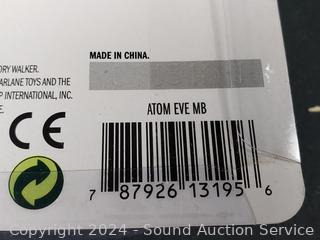 MADE IN CHINA.
ORY WALKER.
ARLANE TOYS AND THE
P INTERNATIONAL, INC.
E.
CE
ATOM EVE MB
7 87926 13195 6
Copyright © 2024 - Sound Auction Service